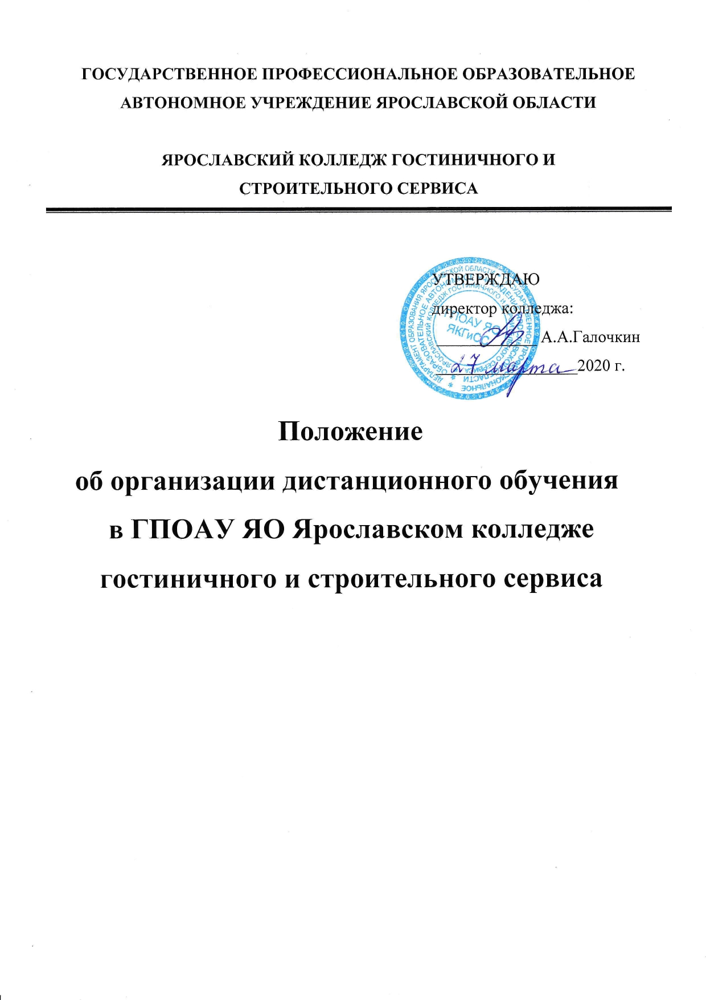 ГОСУДАРСТВЕННОЕ ПРОФЕССИОНАЛЬНОЕ ОБРАЗОВАТЕЛЬНОЕ
АВТОНОМНОЕ УЧРЕЖДЕНИЕ ЯРОСЛАВСКОЙ ОБЛАСТИ
ЯРОСЛАВСКИЙ КОЛЛЕДЖ ГОСТИНИЧНОГО И
СТРОИТЕЛЬНОГО СЕРВИСА
УТВЕРЖДАЮ
директор колледжа:
А.А.Галочкин
27 марта 2020 г.
ГПОАУ ЯО
ЯКГиСС
Положение
об организации дистанционного обучения
в ГПОАУ ЯО Ярославском колледже
гостиничного и строительного сервиса